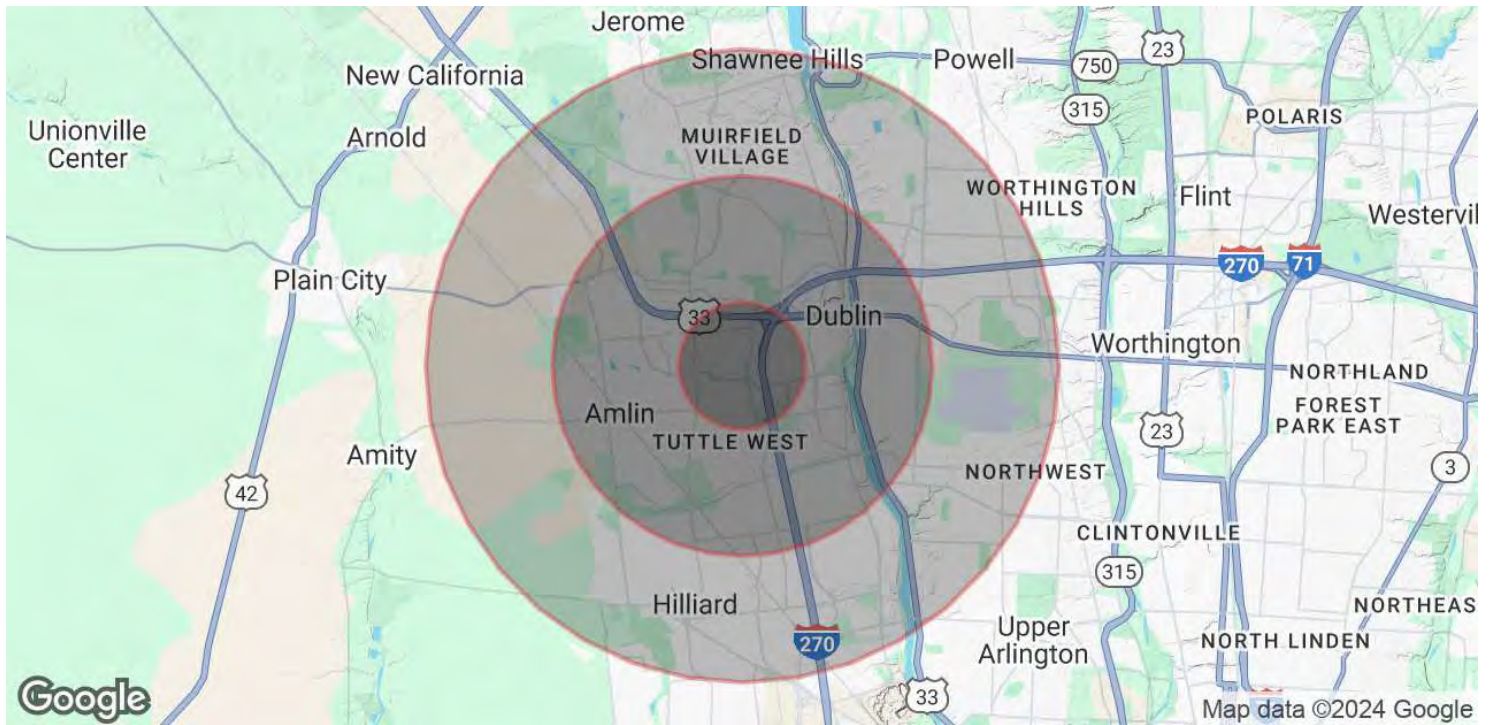 Jerome
Shawnee Hills
Powell
23
750
New California
315
POLARIS
Unionville
Center
Arnold
MUIRFIELD
VILLAGE
WORTHINGTON
HILLS
Flint
Westervil
270
71
Plain City
33
Dublin
Worthington
NORTHLAND
FOREST
PARK EAST
Amlin
TUTTLE WEST
23
Amity
NORTHWEST
3
42
CLINTONVILLE
315
Hilliard
NORTHEAS
270
Upper
Arlington
NORTH LINDEN
33
Google
Map data ©2024 Google